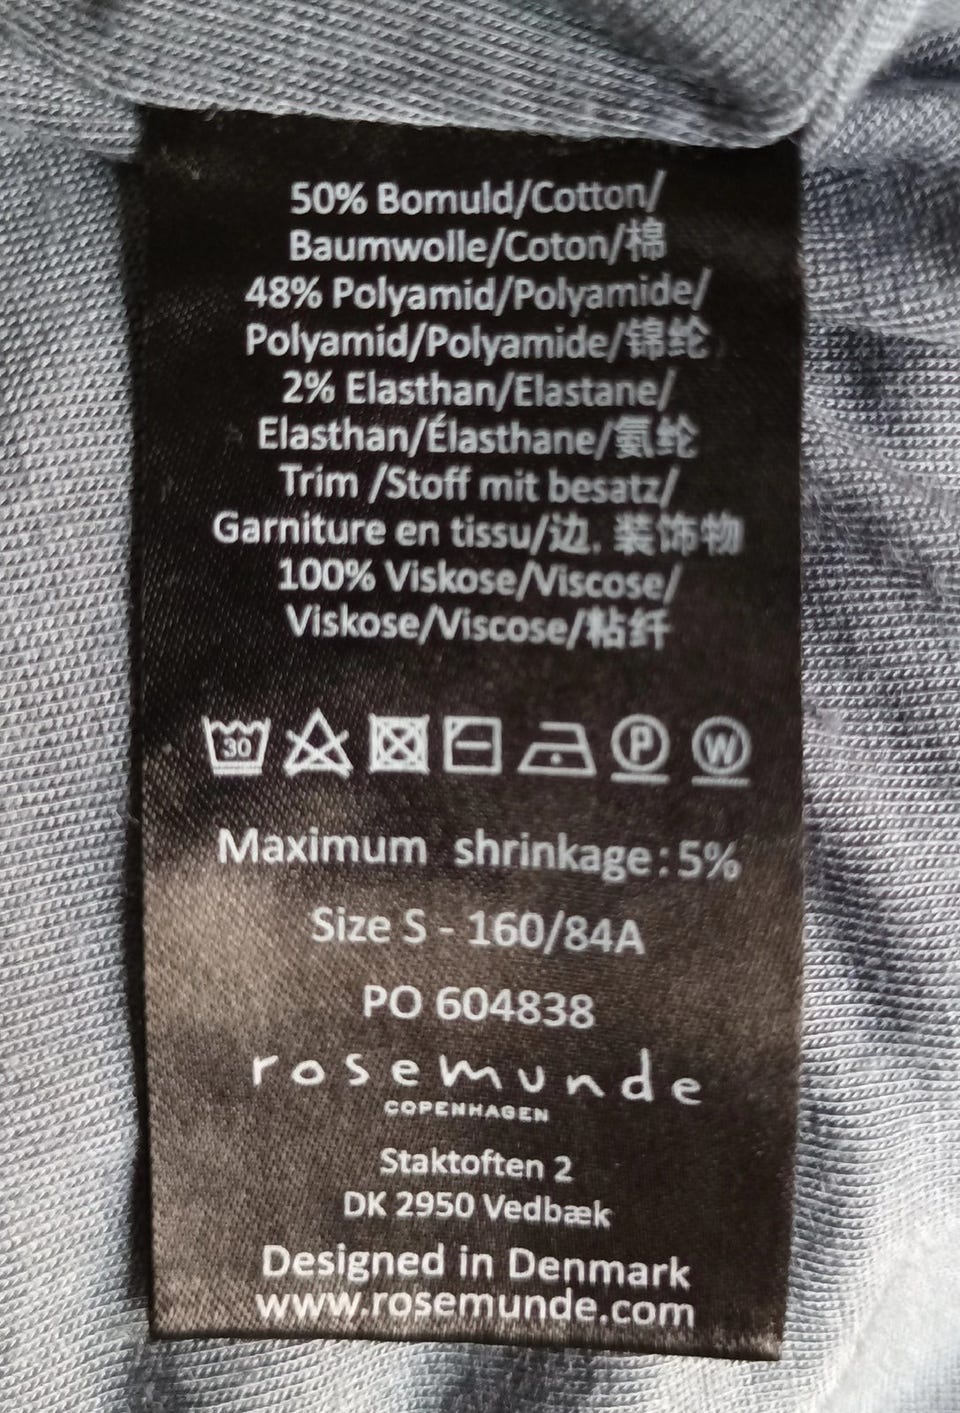 50% Bomuld/Cotton/
Baumwolle/Coton/棉
48% Polyamid/Polyamide/
Polyamid/Polyamide/锦纶
2% Elasthan/Elastane/
Elasthan/Élasthane/氨纶
Trim /Stoff mit besatz/
Garniture en tissu/边, 装饰物
100% Viskose/Viscose/
Viskose/Viscose/粘纤
30 P W
Maximum shrinkage:5%
Size S - 160/84A
PO 604838
rosemunde
COPENHAGEN
Staktoften 2
DK 2950 Vedbæk
Designed in Denmark
www.rosemunde.com